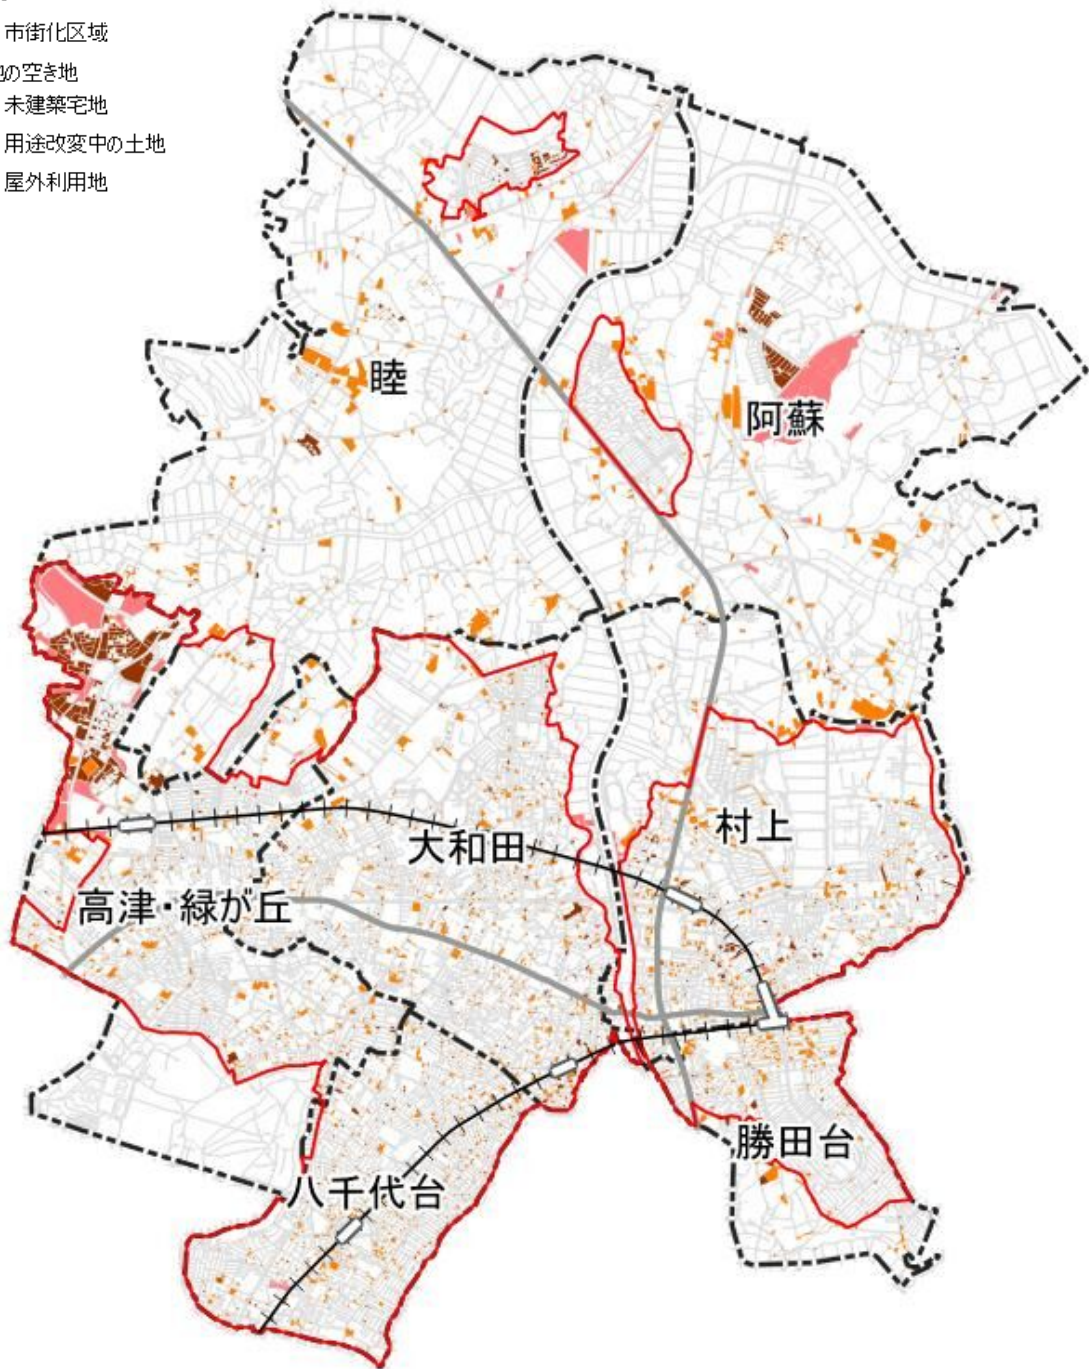 市街化区域
の空き地
未建築宅地
用途改変中の土地
屋外利用地
睦
阿蘇
村上
大和田
高津・緑が丘
勝田台
八千代台